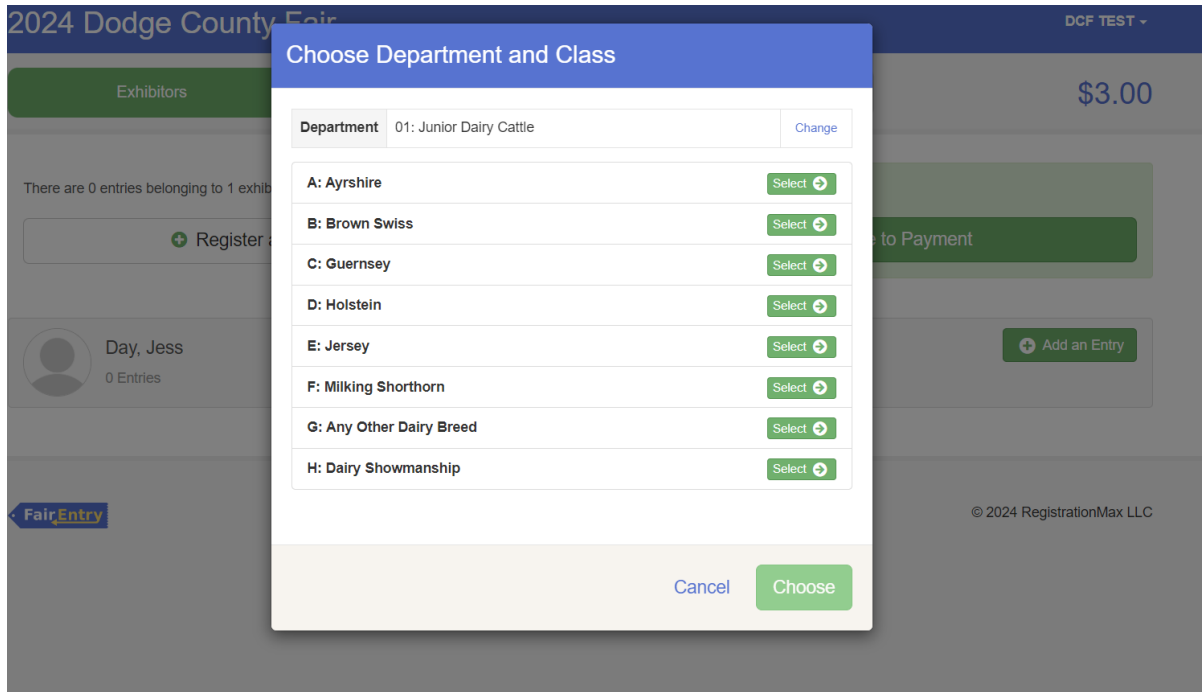 2024 Dodge County Fair
DCF TEST
Choose Department and Class
Exhibitors
$3.00
Department 01: Junior Dairy Cattle Change
A: Ayrshire Select
There are 0 entries belonging to 1 exhib
B: Brown Swiss Select
Register
to Payment
C: Guernsey Select
D: Holstein Select
E: Jersey Select
Day, Jess
0 Entries
Add an Entry
F: Milking Shorthorn Select
G: Any Other Dairy Breed Select
H: Dairy Showmanship Select
FairEntry
© 2024 RegistrationMax LLC
Cancel Choose